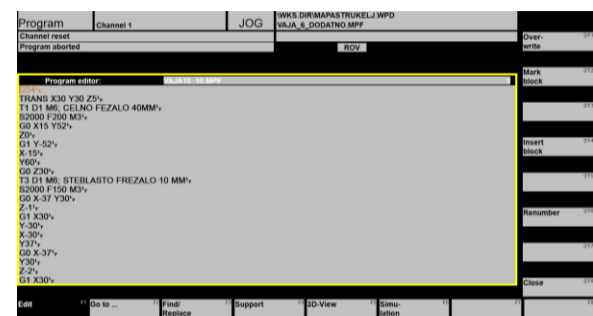 Program
Channel 1
JOG
\WKS.DIR\MAPASTRUKELJ.WPD
VAJA_6_DODATNO.MPF
Channel reset
Program aborted
ROV
Program editor:
VAJA10_10.MPF
G54
TRANS X30 Y30 Z5
T1 D1 M6; CELNO FEZALO 40MM
S2000 F200 M3
G0 X15 Y52
Z0
G1 Y-52
X-15
Y60
G0 Z30
T3 D1 M6; STEBLASTO FREZALO 10 MM
S2000 F150 M3
G0 X-37 Y30
Z-1
G1 X30
Y-30
X-30
Y37
G0 X-37
Y30
Z-2
G1 X30
Over-
write
Mark
block
Insert
block
Renumber
Close
Edit
Go to ...
Find/
Replace
Support
3D-View
Simu-
lation